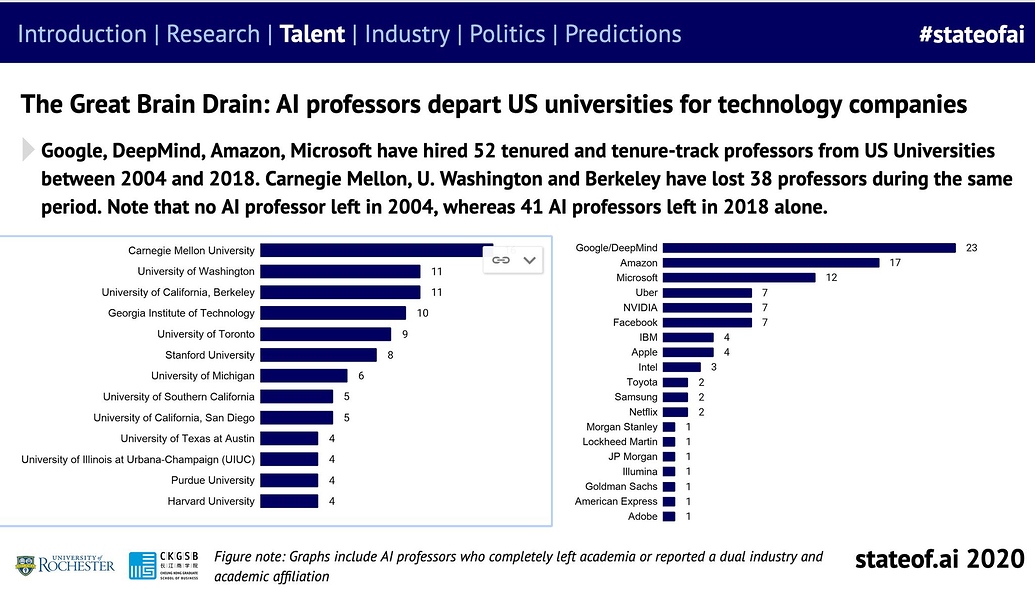 Introduction | Research | Talent | Industry | Politics | Predictions
#stateofai
The Great Brain Drain: AI professors depart US universities for technology companies
Google, DeepMind, Amazon, Microsoft have hired 52 tenured and tenure-track professors from US Universities
between 2004 and 2018. Carnegie Mellon, U. Washington and Berkeley have lost 38 professors during the same
period. Note that no AI professor left in 2004, whereas 41 AI professors left in 2018 alone.
Carnegie Mellon University
University of Washington 11
University of California, Berkeley 11
Georgia Institute of Technology 10
University of Toronto 9
Stanford University 8
University of Michigan 6
University of Southern California 5
University of California, San Diego 5
University of Texas at Austin 4
University of Illinois at Urbana-Champaign (UIUC) 4
Purdue University 4
Harvard University 4
Google/DeepMind 23
Amazon 17
Microsoft 12
Uber 7
NVIDIA 7
Facebook 7
IBM 4
Apple 4
Intel 3
Toyota 2
Samsung 2
Netflix 2
Morgan Stanley 1
Lockheed Martin 1
JP Morgan 1
Illumina 1
Goldman Sachs 1
American Express 1
Adobe 1
UNIVERSITY of
ROCHESTER
CKGSB
长江商学院
CHEUNG KONG GRADUATE
SCHOOL OF BUSINESS
Figure note: Graphs include AI professors who completely left academia or reported a dual industry and
academic affiliation
stateof.ai 2020